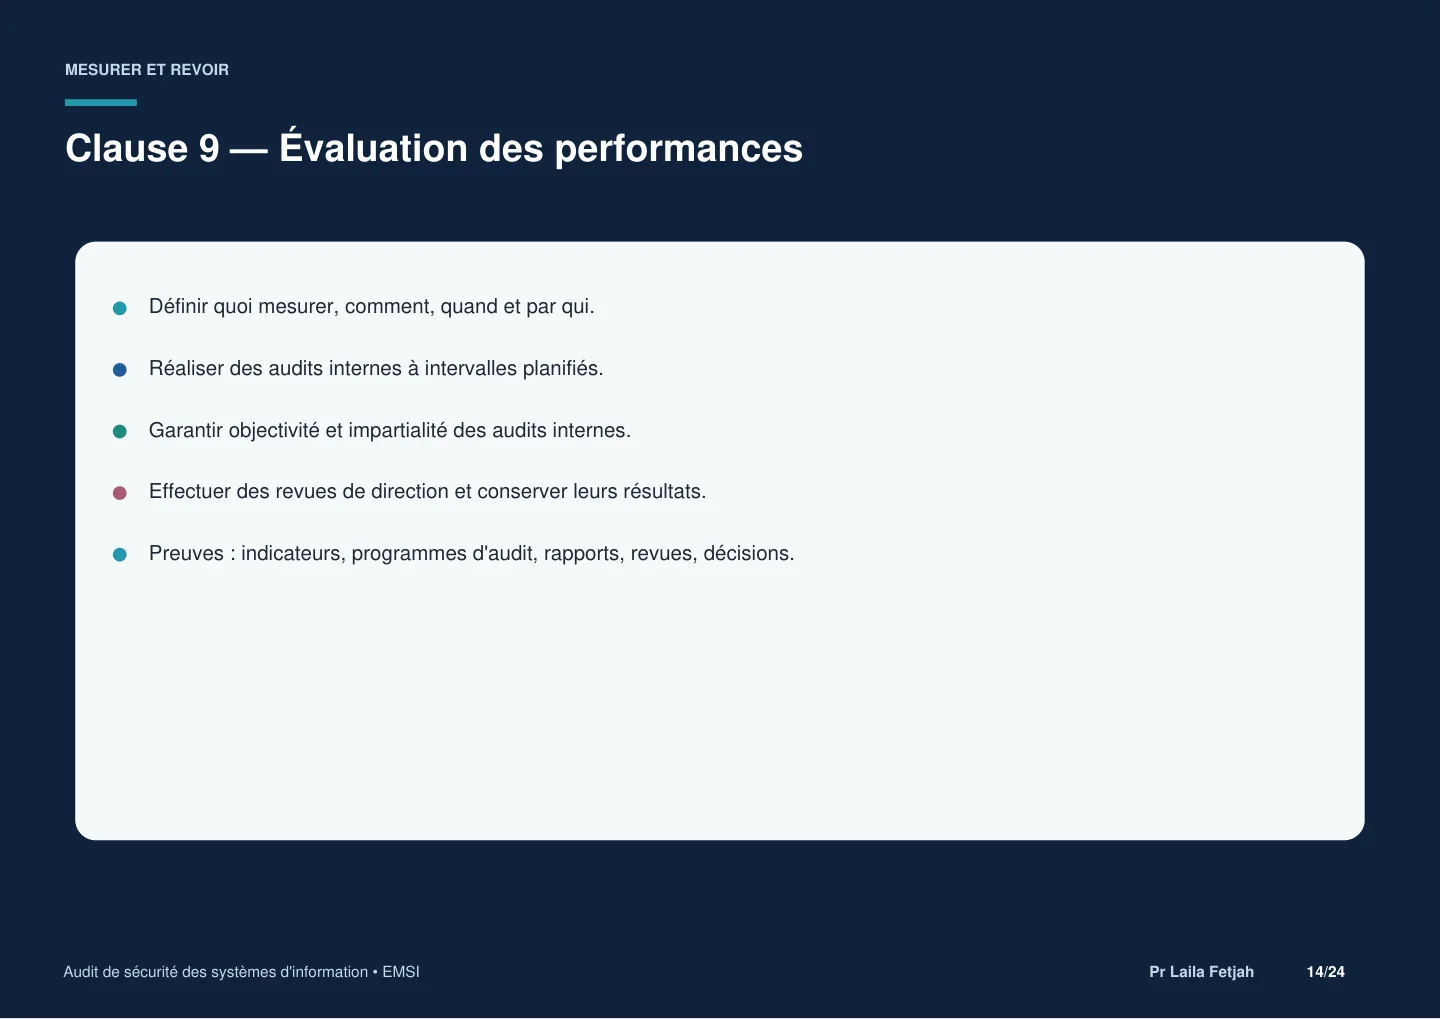 MESURER ET REVOIR
Clause 9 — Évaluation des performances
Définir quoi mesurer, comment, quand et par qui.
Réaliser des audits internes à intervalles planifiés.
Garantir objectivité et impartialité des audits internes.
Effectuer des revues de direction et conserver leurs résultats.
Preuves : indicateurs, programmes d'audit, rapports, revues, décisions.
Audit de sécurité des systèmes d'information • EMSI
Pr Laila Fetjah
14/24